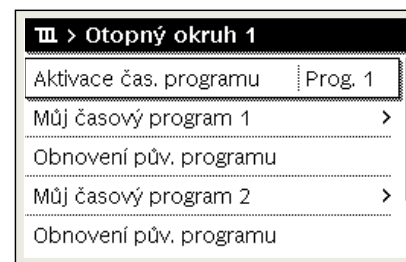 > Otopný okruh 1
Aktivace čas. programu Prog. 1
Můj časový program 1 >
Obnovení pův. programu
Můj časový program 2 >
Obnovení pův. programu